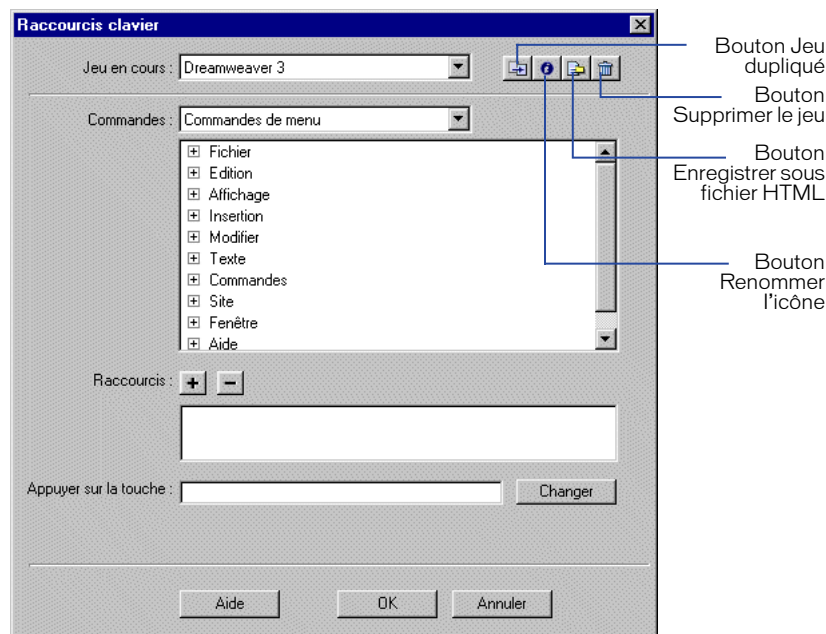 Raccourcis clavier
Jeu en cours : Dreamweaver 3
Commandes : Commandes de menu
Fichier
Edition
Affichage
Insertion
Modifier
Texte
Commandes
Site
Fenêtre
Aide
Raccourcis :
Appuyer sur la touche :
Changer
Aide
OK
Annuler
Bouton Jeu
dupliqué
Bouton
Supprimer le jeu
Bouton
Enregistrer sous
fichier HTML
Bouton
Renommer
l'icône